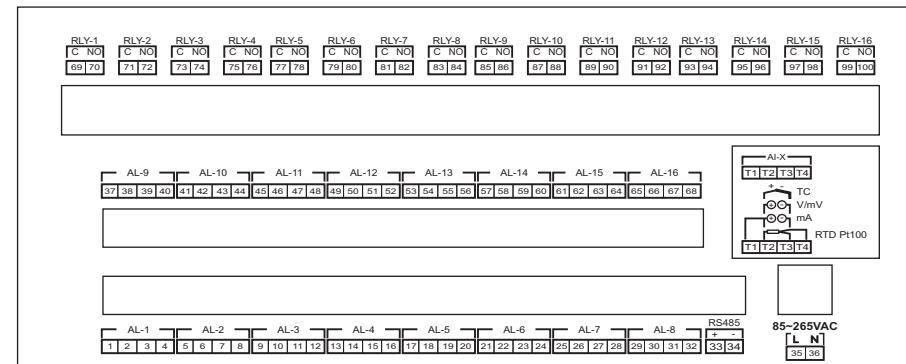 RLY-1 RLY-2 RLY-3 RLY-4 RLY-5 RLY-6 RLY-7 RLY-8 RLY-9 RLY-10 RLY-11 RLY-12 RLY-13 RLY-14 RLY-15 RLY-16
C NO C NO C NO C NO C NO C NO C NO C NO C NO C NO C NO C NO C NO C NO C NO C NO
69 70 71 72 73 74 75 76 77 78 79 80 81 82 83 84 85 86 87 88 89 90 91 92 93 94 95 96 97 98 99 100
AI-X
T1 T2 T3 T4
+ - TC
V/mV
mA
RTD Pt100
T1 T2 T3 T4
AL-9 AL-10 AL-11 AL-12 AL-13 AL-14 AL-15 AL-16
37 38 39 40 41 42 43 44 45 46 47 48 49 50 51 52 53 54 55 56 57 58 59 60 61 62 63 64 65 66 67 68
AL-1 AL-2 AL-3 AL-4 AL-5 AL-6 AL-7 AL-8 RS485
+ -
1 2 3 4 5 6 7 8 9 10 11 12 13 14 15 16 17 18 19 20 21 22 23 24 25 26 27 28 29 30 31 32 33 34
85~265VAC
L N
35 36